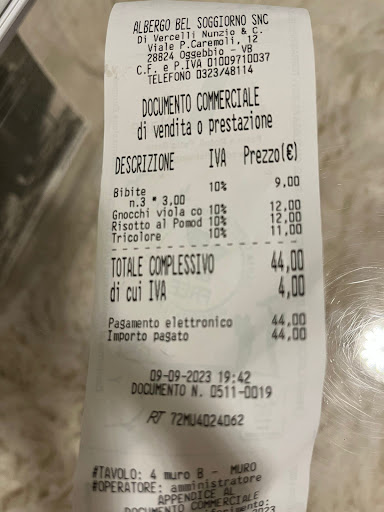 ALBERGO BEL SOGGIORNO SNC
Di Vercelli Nunzio & C.
Viale P.Caremoli, 12
28824 Oggebbio - VB
C.F. e P.IVA 01009710037
TELEFONO 0323/48114
DOCUMENTO COMMERCIALE
di vendita o prestazione
DESCRIZIONE IVA Prezzo(€)
Bibite 10% 9,00
n.3 * 3,00
Gnocchi viola co 10% 12,00
Risotto al Pomod 10% 12,00
Tricolore 10% 11,00
TOTALE COMPLESSIVO 44,00
di cui IVA 4,00
Pagamento elettronico 44,00
Importo pagato 44,00
09-09-2023 19:42
DOCUMENTO N. 0511-0019
RT 72MU4024062
#TAVOLO: 4 muro B - MURO
#OPERATORE: amministratore
APPENDICE AL
DOCUMENTO COMMERCIALE